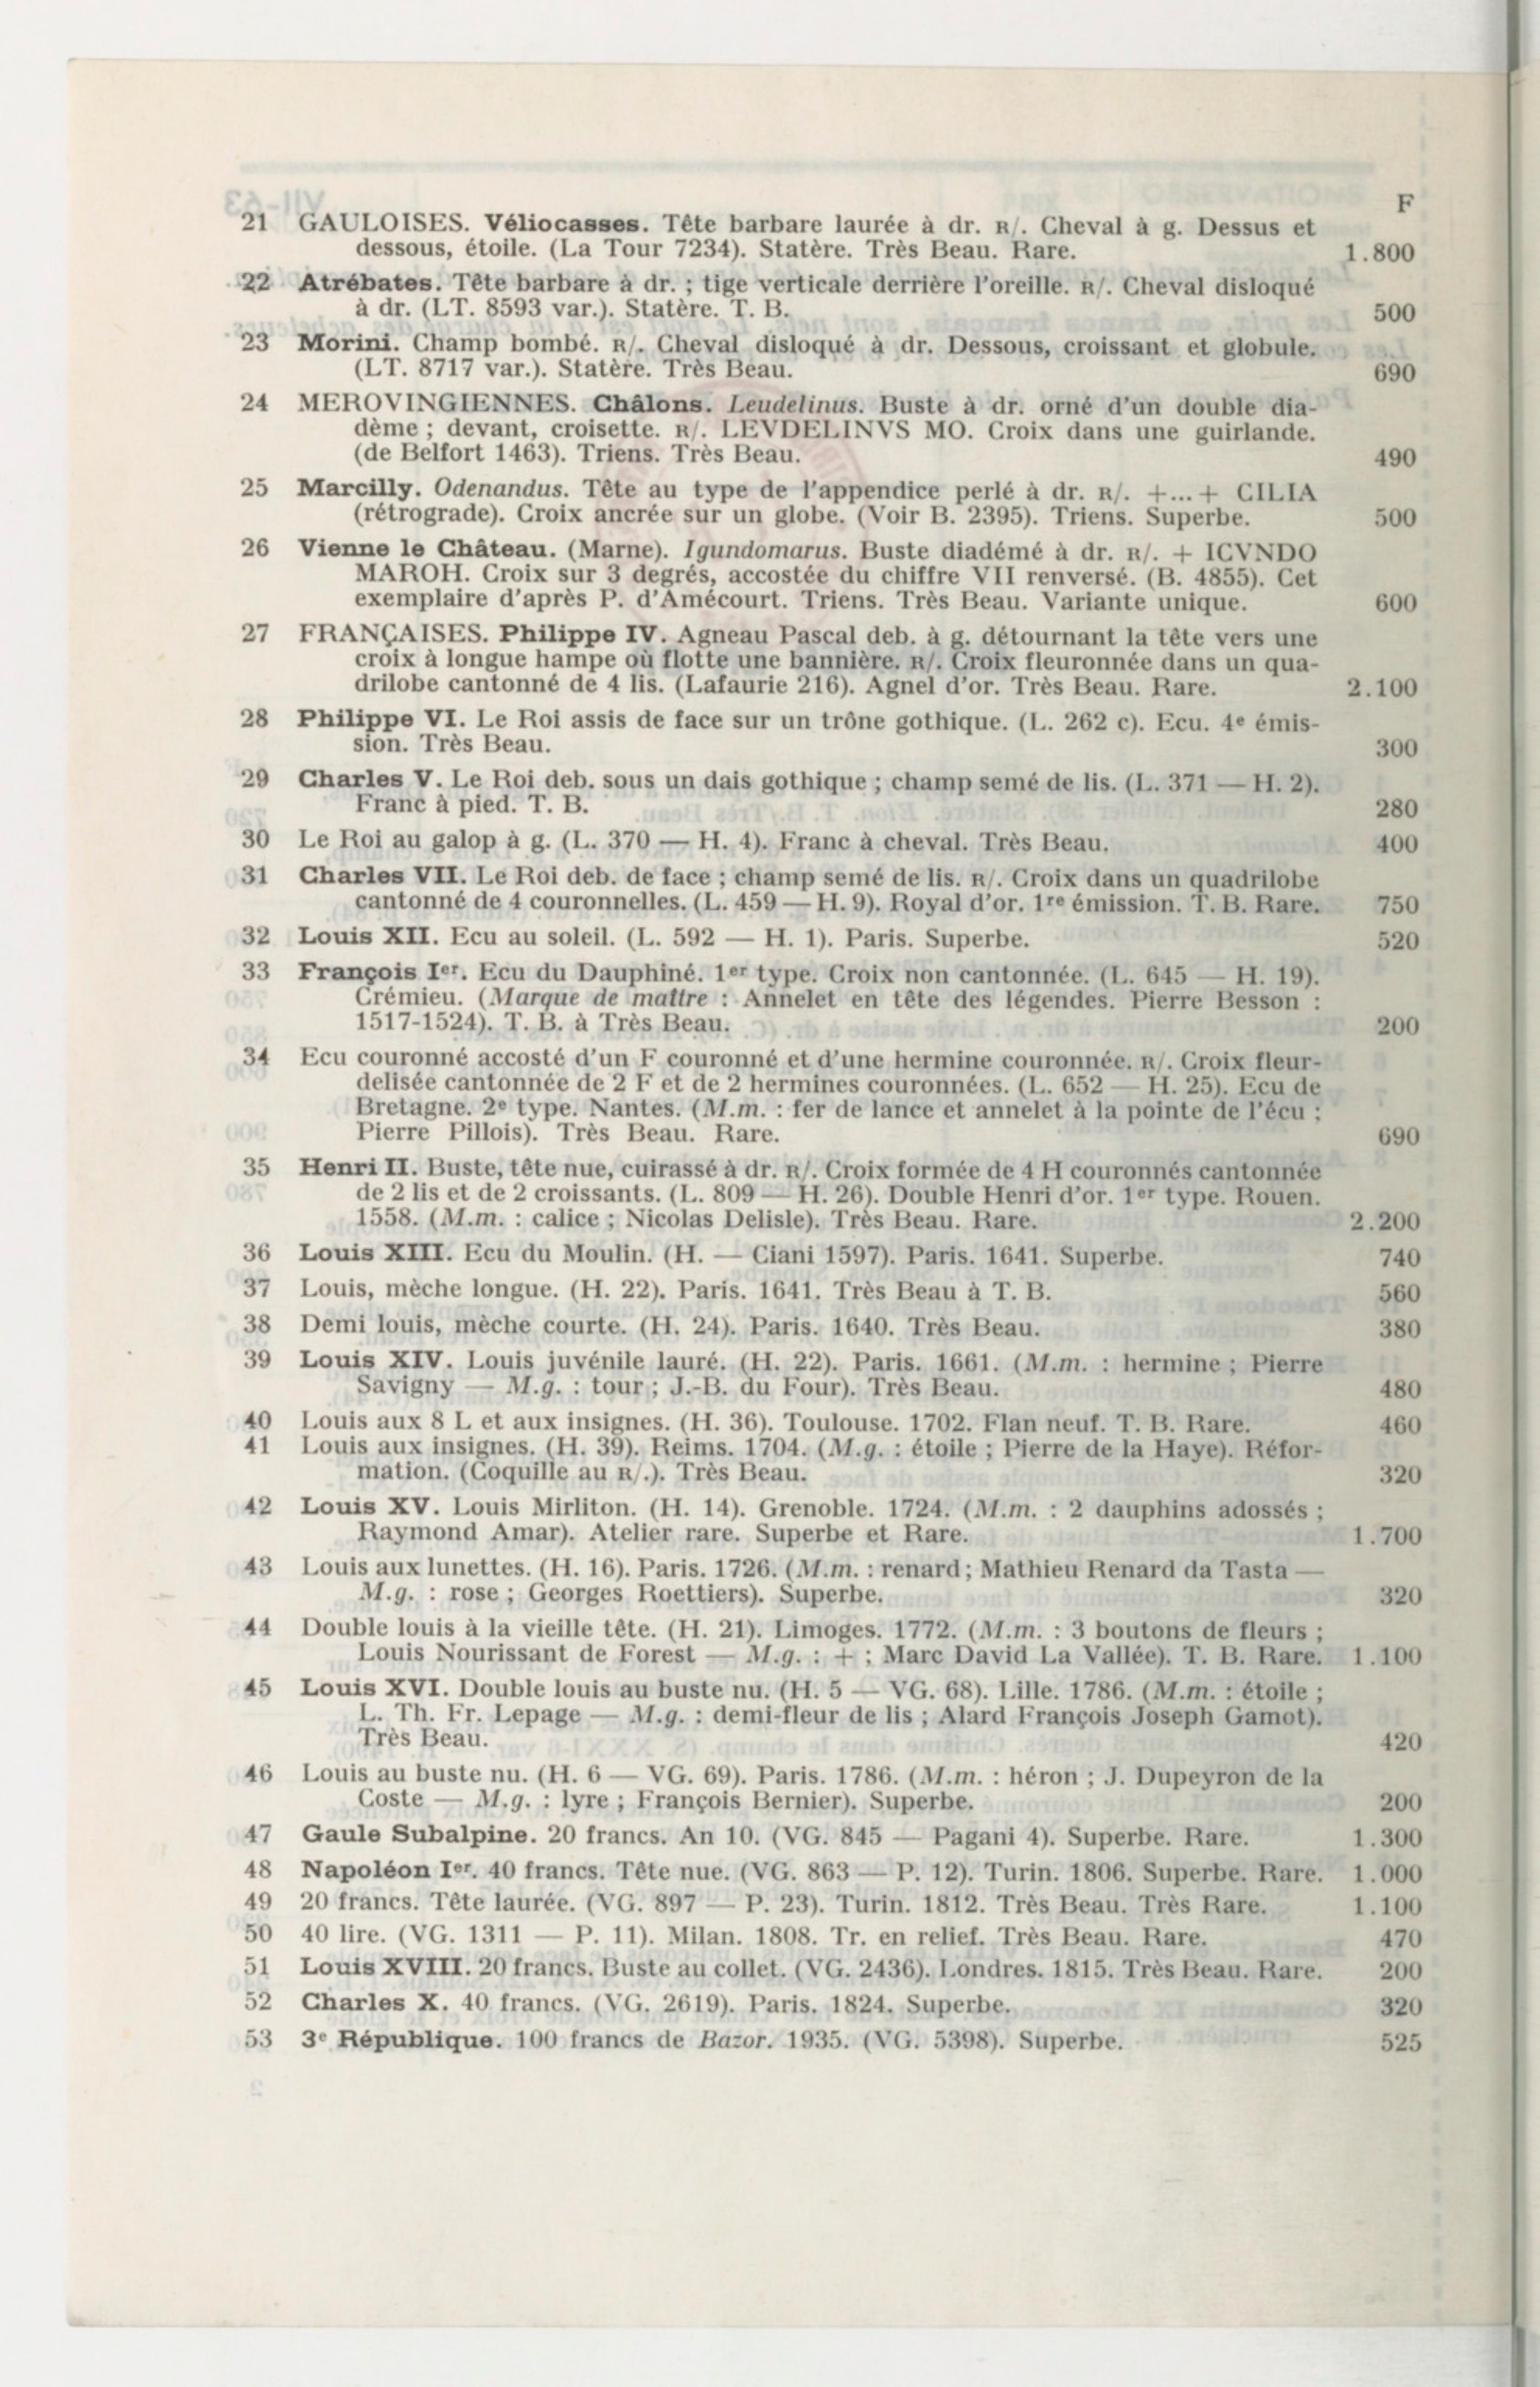 F
21 GAULOISES. Véliocasses. Tête barbare laurée à dr. R/. Cheval à g. Dessus et
dessous, étoile. (La Tour 7234). Statère. Très Beau. Rare. 1.800
22 Atrébates. Tête barbare à dr. ; tige verticale derrière l'oreille. R/. Cheval disloqué
à dr. (LT. 8593 var.). Statère. T. B. 500
23 Morini. Champ bombé. R/. Cheval disloqué à dr. Dessous, croissant et globule.
(LT. 8717 var.). Statère. Très Beau. 690
24 MEROVINGIENNES. Châlons. Leudelinus. Buste à dr. orné d'un double dia-
dème ; devant, croisette. R/. LEVDELINVS MO. Croix dans une guirlande.
(de Belfort 1463). Triens. Très Beau. 490
25 Marcilly. Odenandus. Tête au type de l'appendice perlé à dr. R/. +...+ CILIA
(rétrograde). Croix ancrée sur un globe. (Voir B. 2395). Triens. Superbe. 500
26 Vienne le Château. (Marne). Igundomarus. Buste diadémé à dr. R/. + ICVNDO
MAROH. Croix sur 3 degrés, accostée du chiffre VII renversé. (B. 4855). Cet
exemplaire d'après P. d'Amécourt. Triens. Très Beau. Variante unique. 600
27 FRANÇAISES. Philippe IV. Agneau Pascal deb. à g. détournant la tête vers une
croix à longue hampe où flotte une bannière. R/. Croix fleuronnée dans un qua-
drilobe cantonné de 4 lis. (Lafaurie 216). Agnel d'or. Très Beau. Rare. 2.100
28 Philippe VI. Le Roi assis de face sur un trône gothique. (L. 262 c). Ecu. 4e émis-
sion. Très Beau. 300
29 Charles V. Le Roi deb. sous un dais gothique ; champ semé de lis. (L. 371 — H. 2).
Franc à pied. T. B. 280
30 Le Roi au galop à g. (L. 370 — H. 4). Franc à cheval. Très Beau. 400
31 Charles VII. Le Roi deb. de face ; champ semé de lis. R/. Croix dans un quadrilobe
cantonné de 4 couronnelles. (L. 459 — H. 9). Royal d'or. 1re émission. T. B. Rare. 750
32 Louis XII. Ecu au soleil. (L. 592 — H. 1). Paris. Superbe. 520
33 François Ier. Ecu du Dauphiné. 1er type. Croix non cantonnée. (L. 645 — H. 19).
Crémieu. (Marque de maître : Annelet en tête des légendes. Pierre Besson :
1517-1524). T. B. à Très Beau. 200
34 Ecu couronné accosté d'un F couronné et d'une hermine couronnée. R/. Croix fleur-
delisée cantonnée de 2 F et de 2 hermines couronnées. (L. 652 — H. 25). Ecu de
Bretagne. 2e type. Nantes. (M.m. : fer de lance et annelet à la pointe de l'écu ;
Pierre Pillois). Très Beau. Rare. 690
35 Henri II. Buste, tête nue, cuirassé à dr. R/. Croix formée de 4 H couronnés cantonnée
de 2 lis et de 2 croissants. (L. 809 — H. 26). Double Henri d'or. 1er type. Rouen.
1558. (M.m. : calice ; Nicolas Delisle). Très Beau. Rare. 2.200
36 Louis XIII. Ecu du Moulin. (H. — Ciani 1597). Paris. 1641. Superbe. 740
37 Louis, mèche longue. (H. 22). Paris. 1641. Très Beau à T. B. 560
38 Demi louis, mèche courte. (H. 24). Paris. 1640. Très Beau. 380
39 Louis XIV. Louis juvénile lauré. (H. 22). Paris. 1661. (M.m. : hermine ; Pierre
Savigny — M.g. : tour ; J.-B. du Four). Très Beau. 480
40 Louis aux 8 L et aux insignes. (H. 36). Toulouse. 1702. Flan neuf. T. B. Rare. 460
41 Louis aux insignes. (H. 39). Reims. 1704. (M.g. : étoile ; Pierre de la Haye). Réfor-
mation. (Coquille au R/.). Très Beau. 320
42 Louis XV. Louis Mirliton. (H. 14). Grenoble. 1724. (M.m. : 2 dauphins adossés ;
Raymond Amar). Atelier rare. Superbe et Rare. 1.700
43 Louis aux lunettes. (H. 16). Paris. 1726. (M.m. : renard ; Mathieu Renard da Tasta —
M.g. : rose ; Georges Roettiers). Superbe. 320
44 Double louis à la vieille tête. (H. 21). Limoges. 1772. (M.m. : 3 boutons de fleurs ;
Louis Nourissant de Forest — M.g. : + ; Marc David La Vallée). T. B. Rare. 1.100
45 Louis XVI. Double louis au buste nu. (H. 5 — VG. 68). Lille. 1786. (M.m. : étoile ;
L. Th. Fr. Lepage — M.g. : demi-fleur de lis ; Alard François Joseph Gamot).
Très Beau. 420
46 Louis au buste nu. (H. 6 — VG. 69). Paris. 1786. (M.m. : héron ; J. Dupeyron de la
Coste — M.g. : lyre ; François Bernier). Superbe. 200
47 Gaule Subalpine. 20 francs. An 10. (VG. 845 — Pagani 4). Superbe. Rare. 1.300
48 Napoléon Ier. 40 francs. Tête nue. (VG. 863 — P. 12). Turin. 1806. Superbe. Rare. 1.000
49 20 francs. Tête laurée. (VG. 897 — P. 23). Turin. 1812. Très Beau. Très Rare. 1.100
50 40 lire. (VG. 1311 — P. 11). Milan. 1808. Tr. en relief. Très Beau. Rare. 470
51 Louis XVIII. 20 francs. Buste au collet. (VG. 2436). Londres. 1815. Très Beau. Rare. 200
52 Charles X. 40 francs. (VG. 2619). Paris. 1824. Superbe. 320
53 3e République. 100 francs de Bazor. 1935. (VG. 5398). Superbe. 525